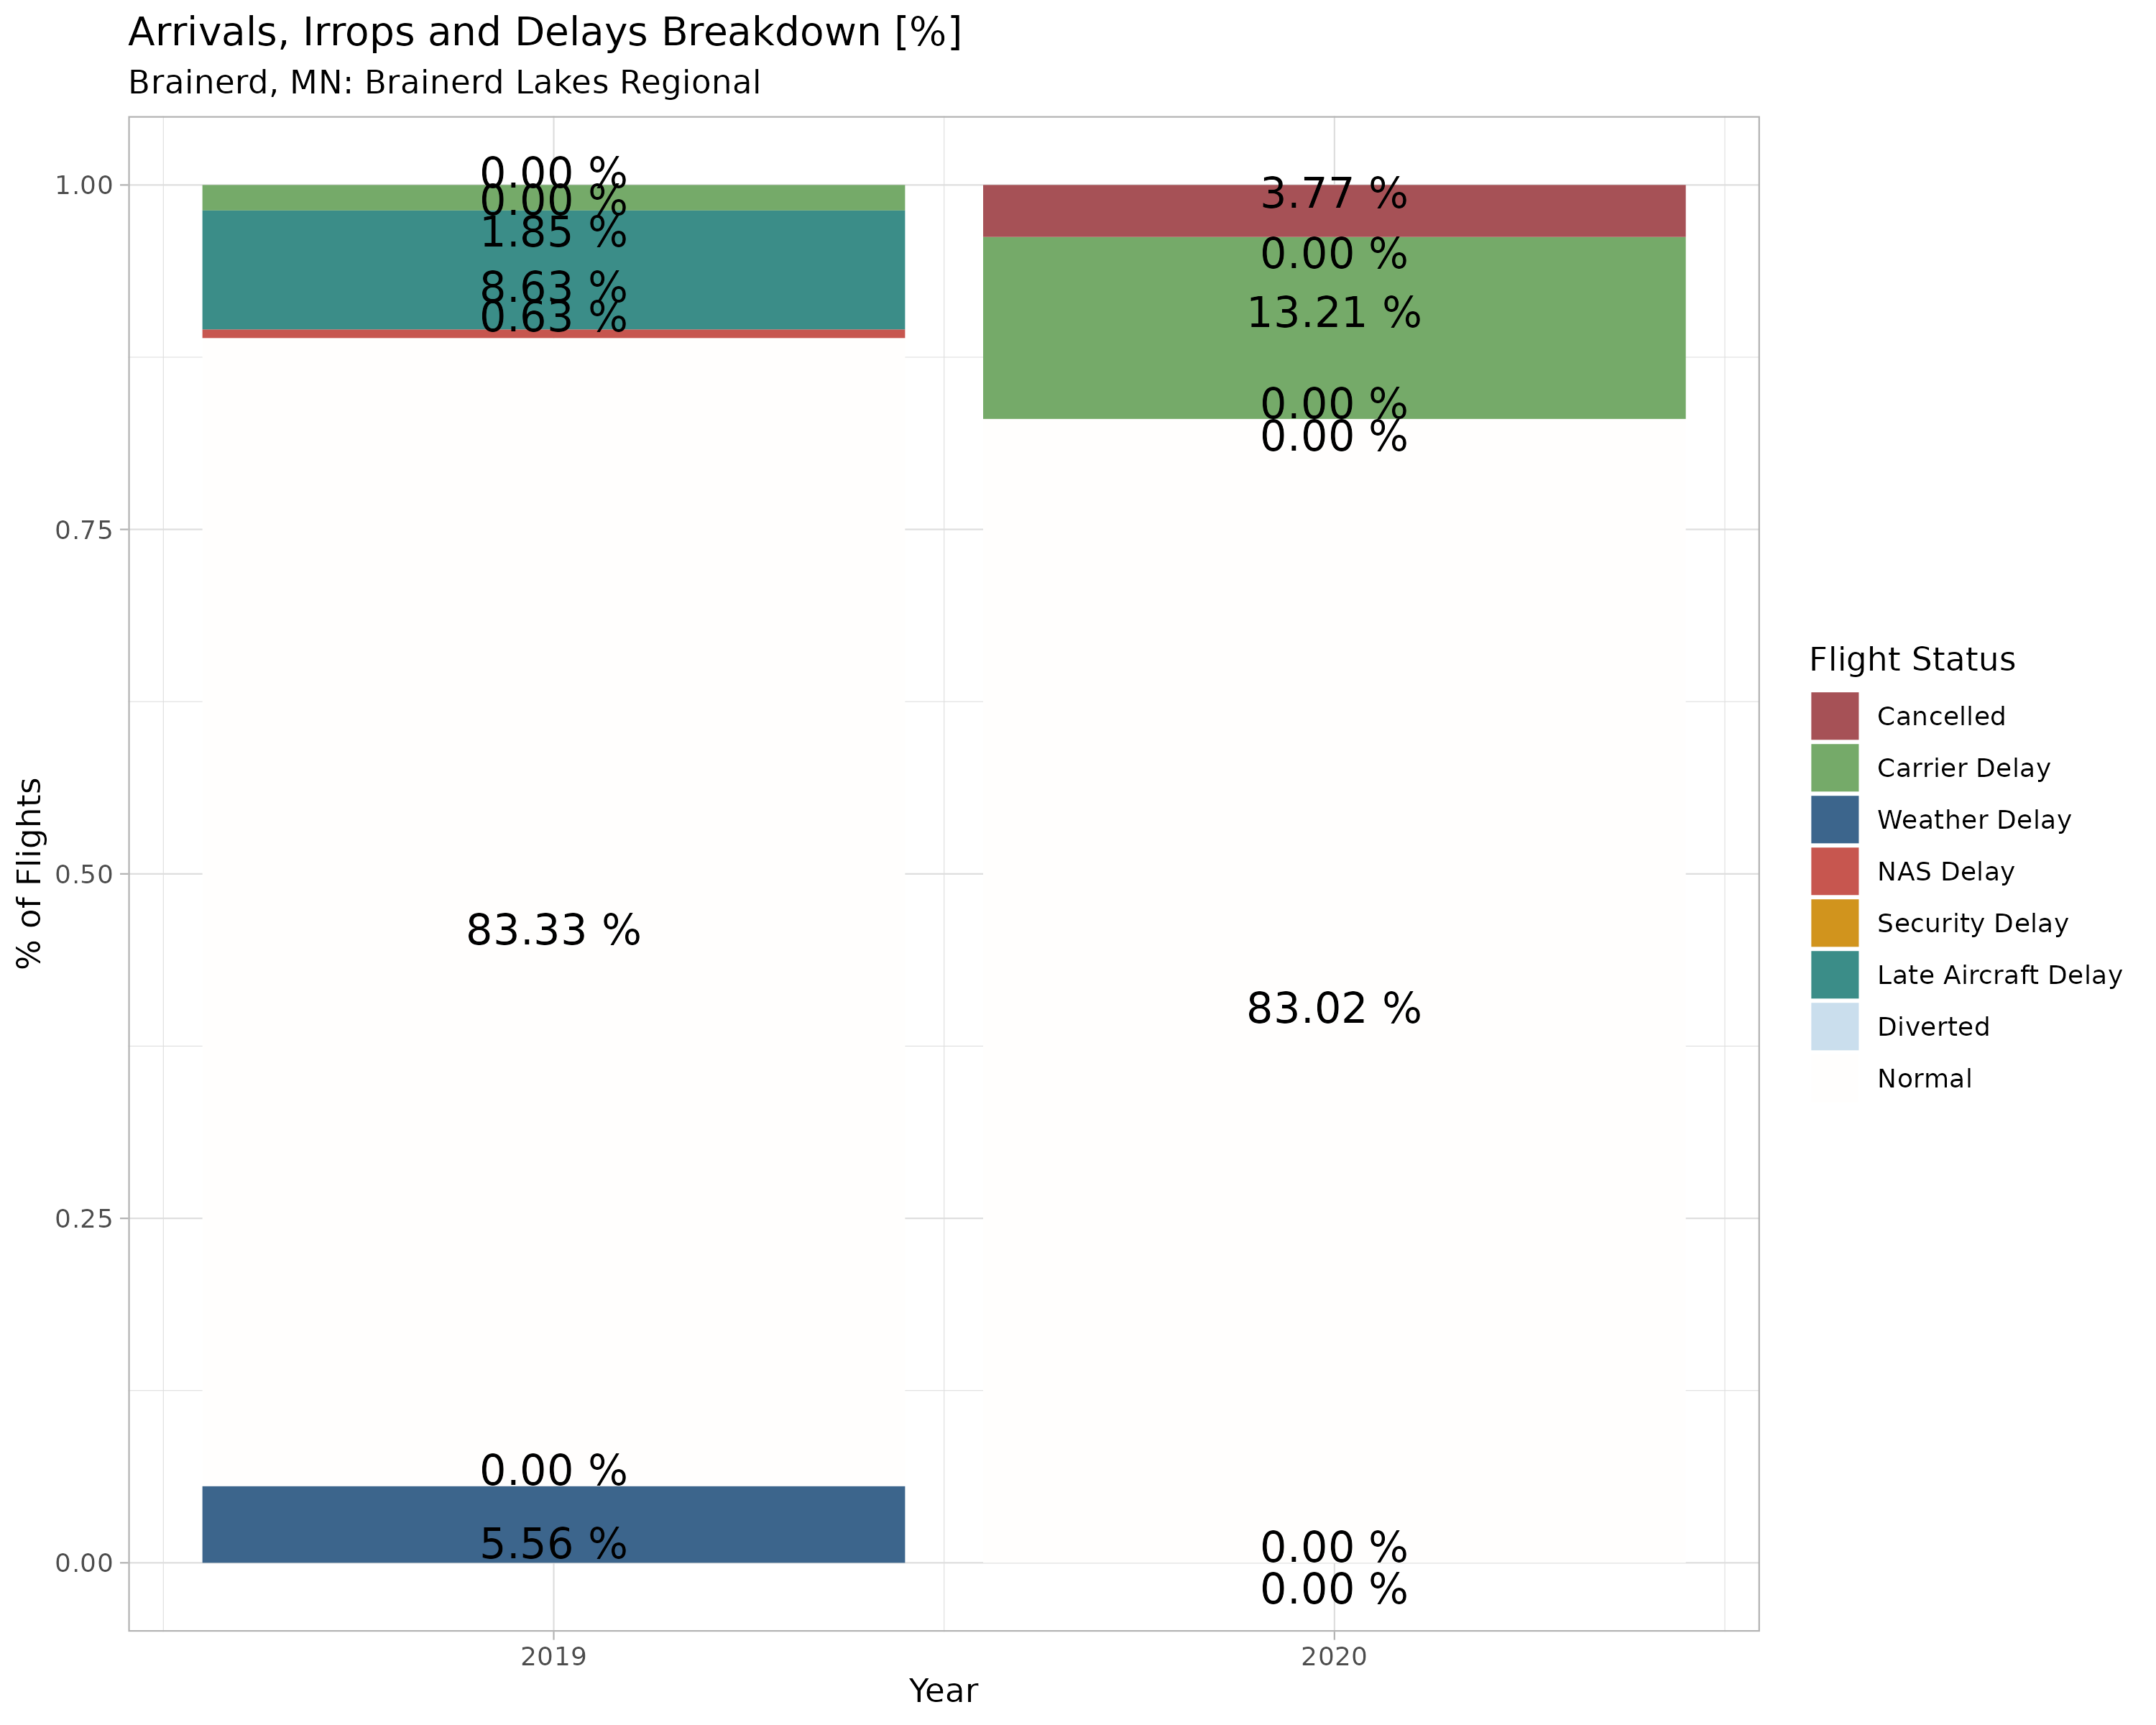 Arrivals, Irrops and Delays Breakdown [%]
Brainerd, MN: Brainerd Lakes Regional
% of Flights
1.00
0.75
0.50
0.25
0.00
0.00 %
0.00 %
1.85 %
8.63 %
0.63 %
83.33 %
0.00 %
5.56 %
3.77 %
0.00 %
13.21 %
0.00 %
0.00 %
83.02 %
0.00 %
0.00 %
2019
2020
Year
Flight Status
Cancelled
Carrier Delay
Weather Delay
NAS Delay
Security Delay
Late Aircraft Delay
Diverted
Normal